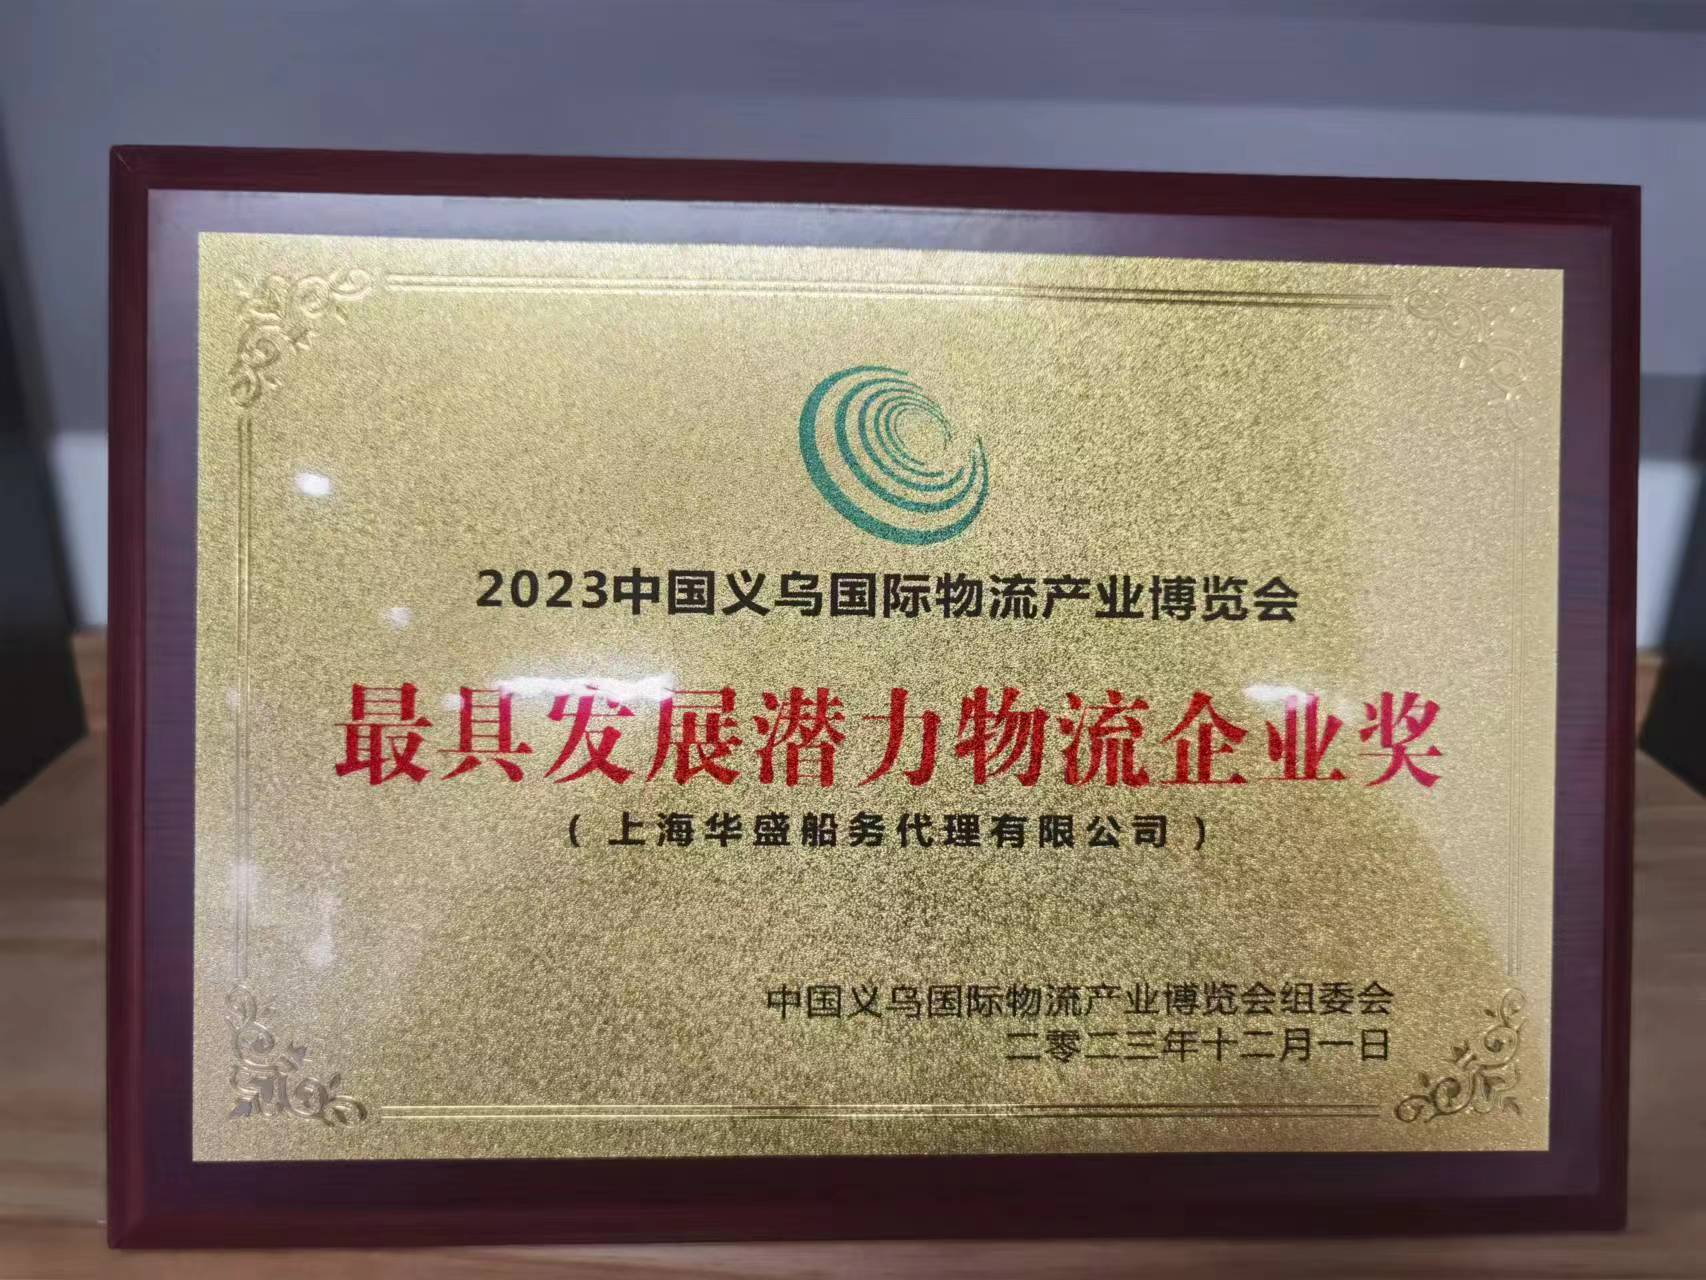 2023中国义乌国际物流产业博览会
最具发展潜力物流企业奖
（上海华盛船务代理有限公司）
中国义乌国际物流产业博览会组委会
二零二三年十二月一日